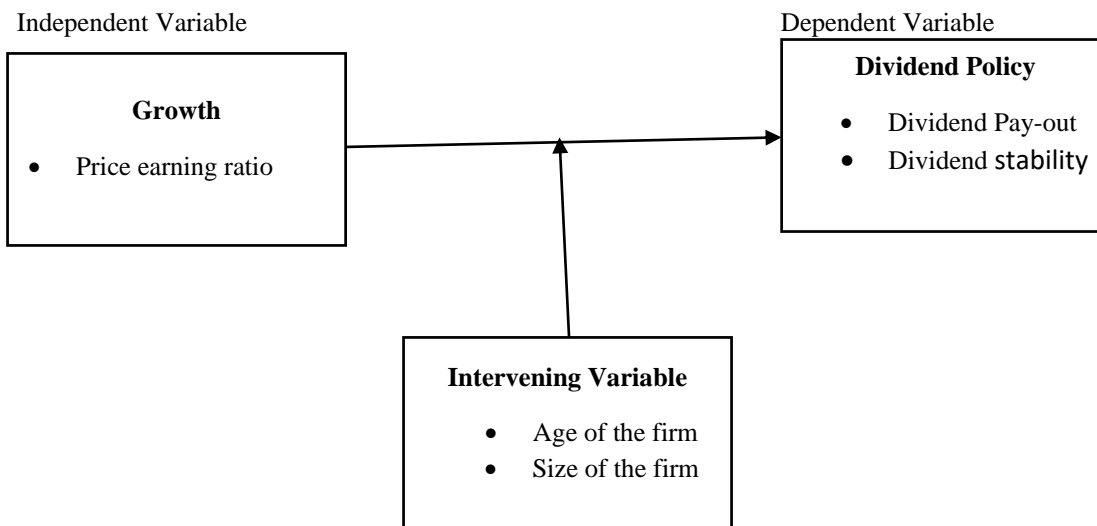 Independent Variable
Dependent Variable
Growth
• Price earning ratio
Dividend Policy
• Dividend Pay-out
• Dividend stability
Intervening Variable
• Age of the firm
• Size of the firm